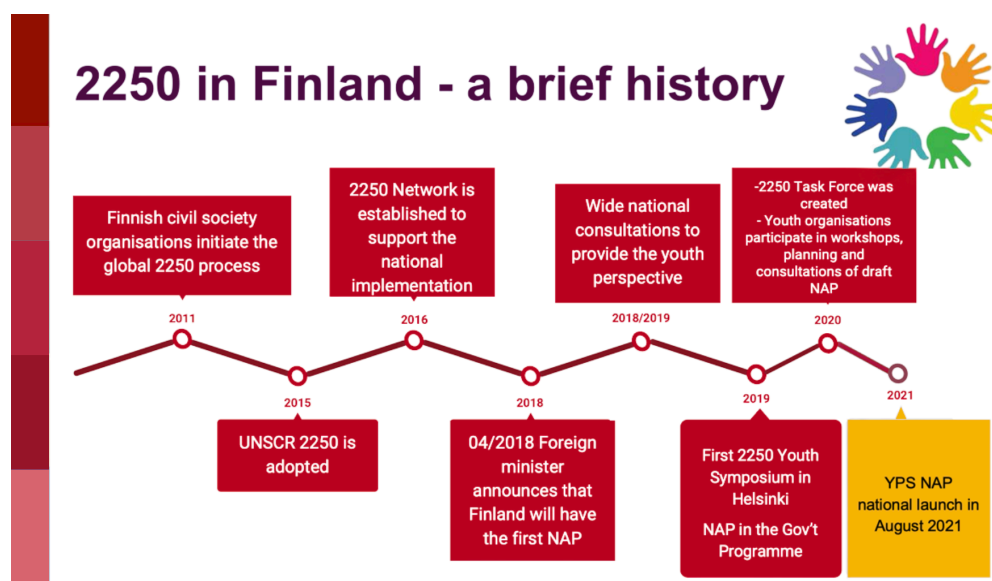 2250 in Finland - a brief history
Finnish civil society
organisations initiate the
global 2250 process
2011
UNSCR 2250 is
adopted
2015
2250 Network is
established to
support the
national
implementation
2016
04/2018 Foreign
minister
announces that
Finland will have
the first NAP
2018
Wide national
consultations to
provide the youth
perspective
2018/2019
First 2250 Youth
Symposium in
Helsinki
NAP in the Gov't
Programme
2019
-2250 Task Force was
created
- Youth organisations
participate in workshops,
planning and
consultations of draft
NAP
2020
YPS NAP
national launch in
August 2021
2021